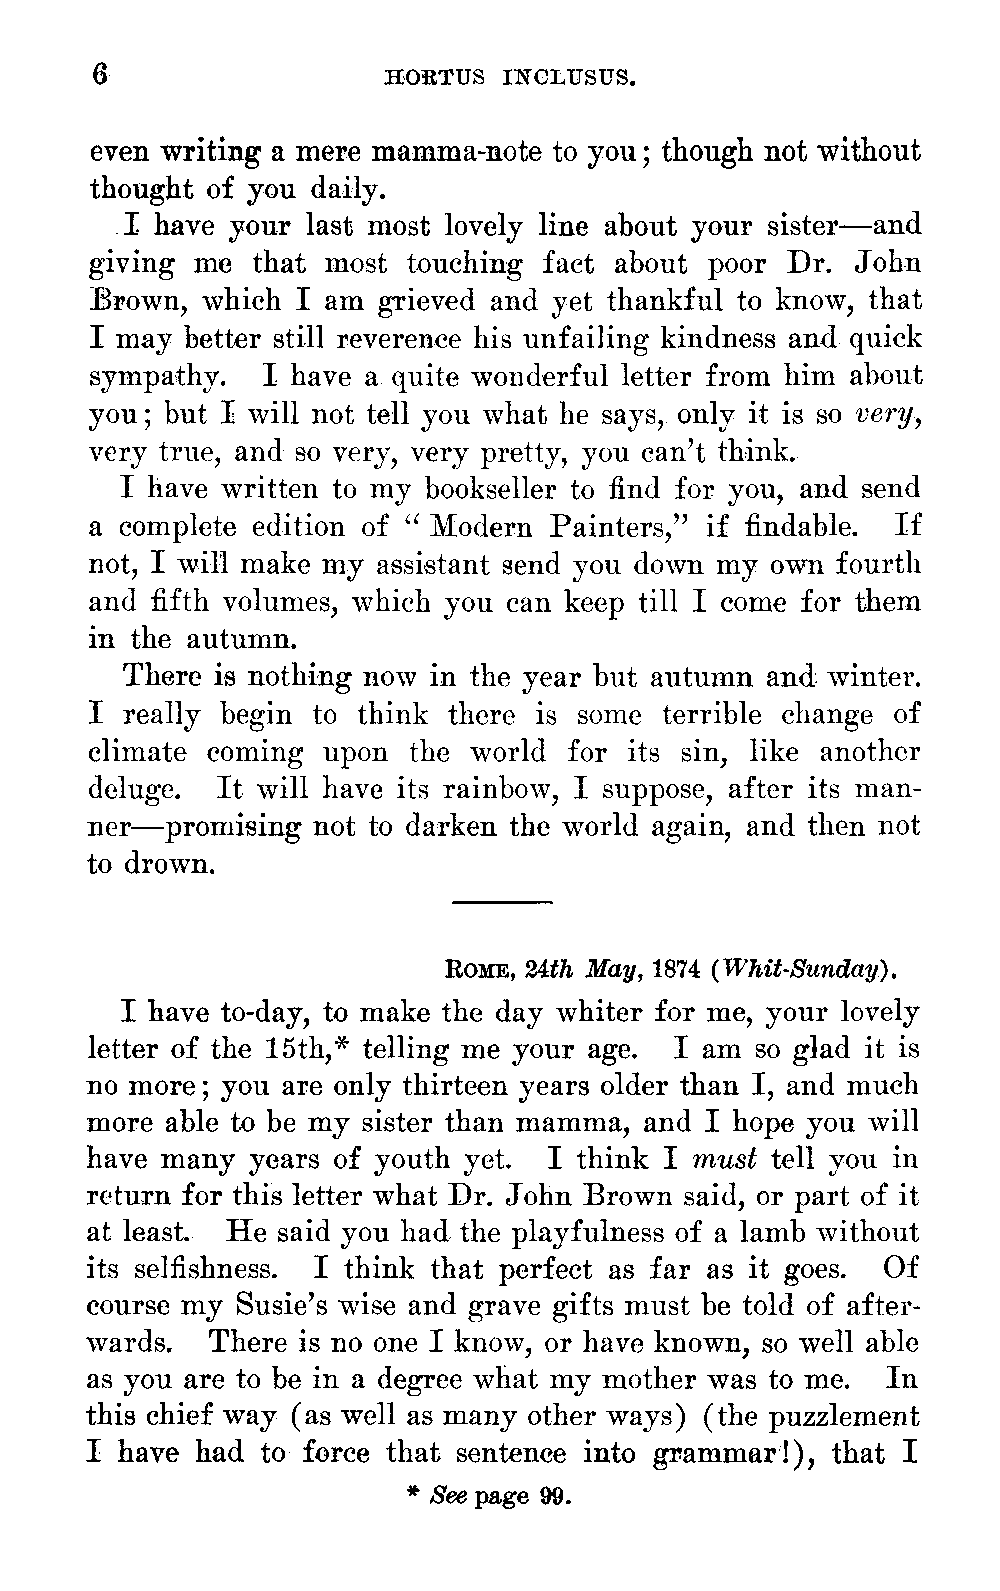 6 HORTUS INCLUSUS.
even writing a mere mamma-note to you; though not without
thought of you daily.
I have your last most lovely line about your sister—and
giving me that most touching fact about poor Dr. John
Brown, which I am grieved and yet thankful to know, that
I may better still reverence his unfailing kindness and quick
sympathy. I have a quite wonderful letter from him about
you; but I will not tell you what he says, only it is so very,
very true, and so very, very pretty, you can't think.
I have written to my bookseller to find for you, and send
a complete edition of “Modern Painters,” if findable. If
not, I will make my assistant send you down my own fourth
and fifth volumes, which you can keep till I come for them
in the autumn.
There is nothing now in the year but autumn and winter.
I really begin to think there is some terrible change of
climate coming upon the world for its sin, like another
deluge. It will have its rainbow, I suppose, after its man-
ner—promising not to darken the world again, and then not
to drown.
ROME, 24th May, 1874 (Whit-Sunday).
I have to-day, to make the day whiter for me, your lovely
letter of the 15th,* telling me your age. I am so glad it is
no more; you are only thirteen years older than I, and much
more able to be my sister than mamma, and I hope you will
have many years of youth yet. I think I must tell you in
return for this letter what Dr. John Brown said, or part of it
at least. He said you had the playfulness of a lamb without
its selfishness. I think that perfect as far as it goes. Of
course my Susie's wise and grave gifts must be told of after-
wards. There is no one I know, or have known, so well able
as you are to be in a degree what my mother was to me. In
this chief way (as well as many other ways) (the puzzlement
I have had to force that sentence into grammar!), that I
* See page 99.